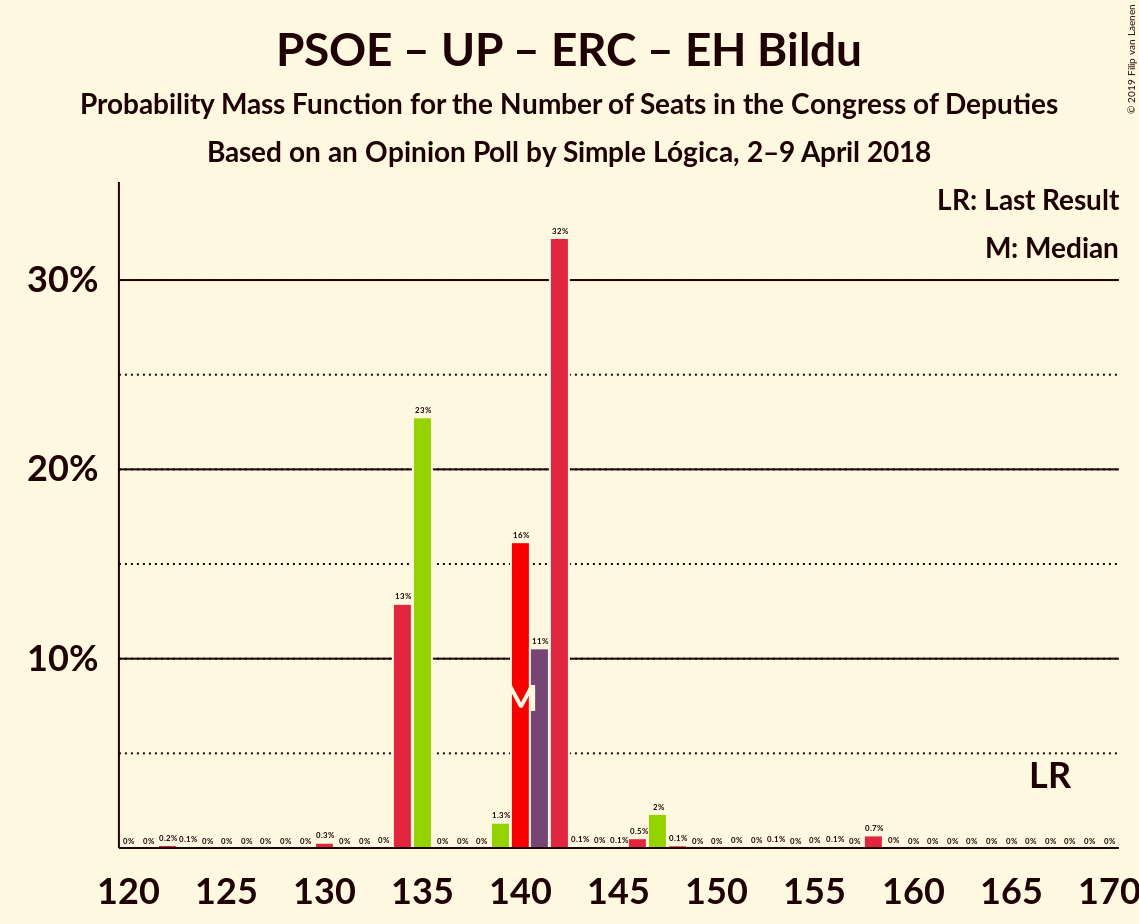 PSOE – UP – ERC – EH Bildu
Probability Mass Function for the Number of Seats in the Congress of Deputies
Based on an Opinion Poll by Simple Lógica, 2–9 April 2018
© 2019 Filip van Laenen
LR: Last Result
M: Median
30%
20%
10%
0% 0% 0.2% 0.1% 0% 0% 0% 0% 0% 0% 0.3% 0% 0% 0% 13% 23% 0% 0% 0% 1.3% 16% 11% 32% 0.1% 0% 0.1% 0.5% 2% 0.1% 0% 0% 0% 0% 0.1% 0% 0% 0.1% 0% 0.7% 0% 0% 0% 0% 0% 0% 0% 0% 0% 0% 0% 0%
M
LR
120 125 130 135 140 145 150 155 160 165 170